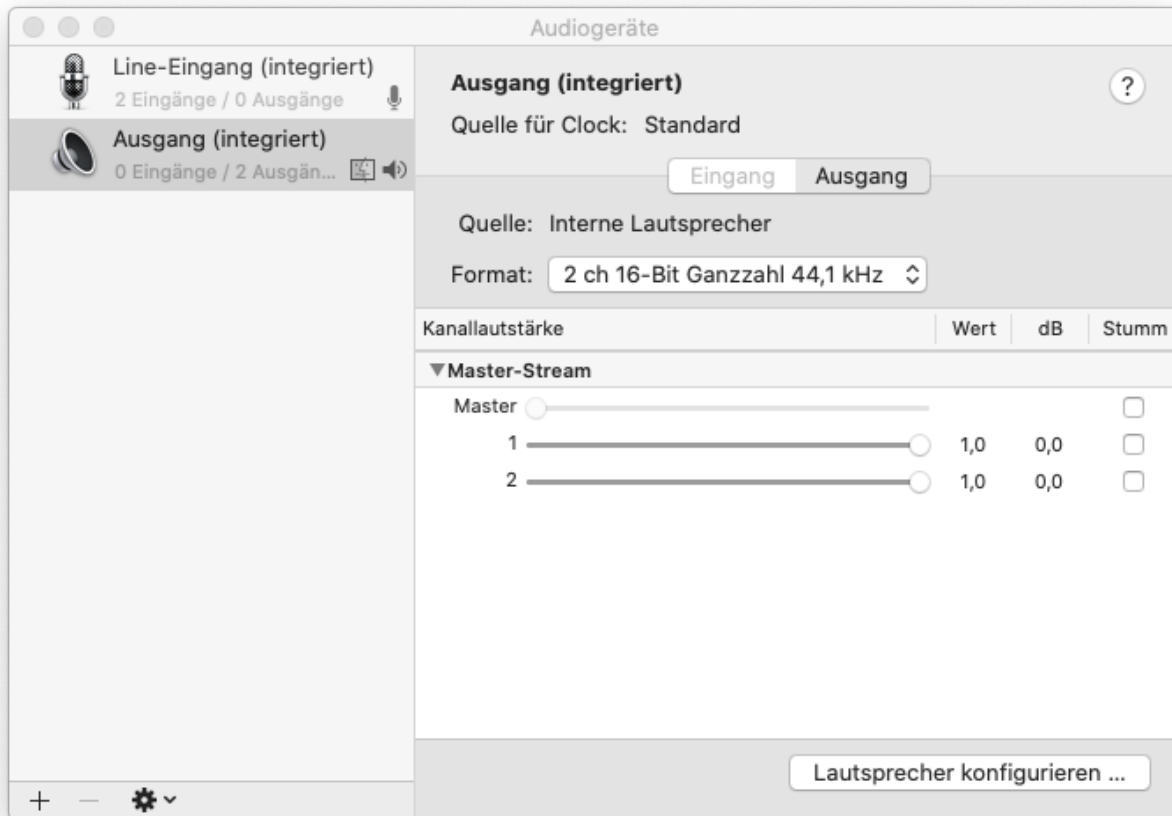 Audiogeräte
Line-Eingang (integriert)
2 Eingänge / 0 Ausgänge
Ausgang (integriert)
0 Eingänge / 2 Ausgän...
Ausgang (integriert)
?
Quelle für Clock: Standard
Eingang Ausgang
Quelle: Interne Lautsprecher
Format: 2 ch 16-Bit Ganzzahl 44,1 kHz
Kanallautstärke Wert dB Stumm
Master-Stream
Master
1 1,0 0,0
2 1,0 0,0
Lautsprecher konfigurieren ...